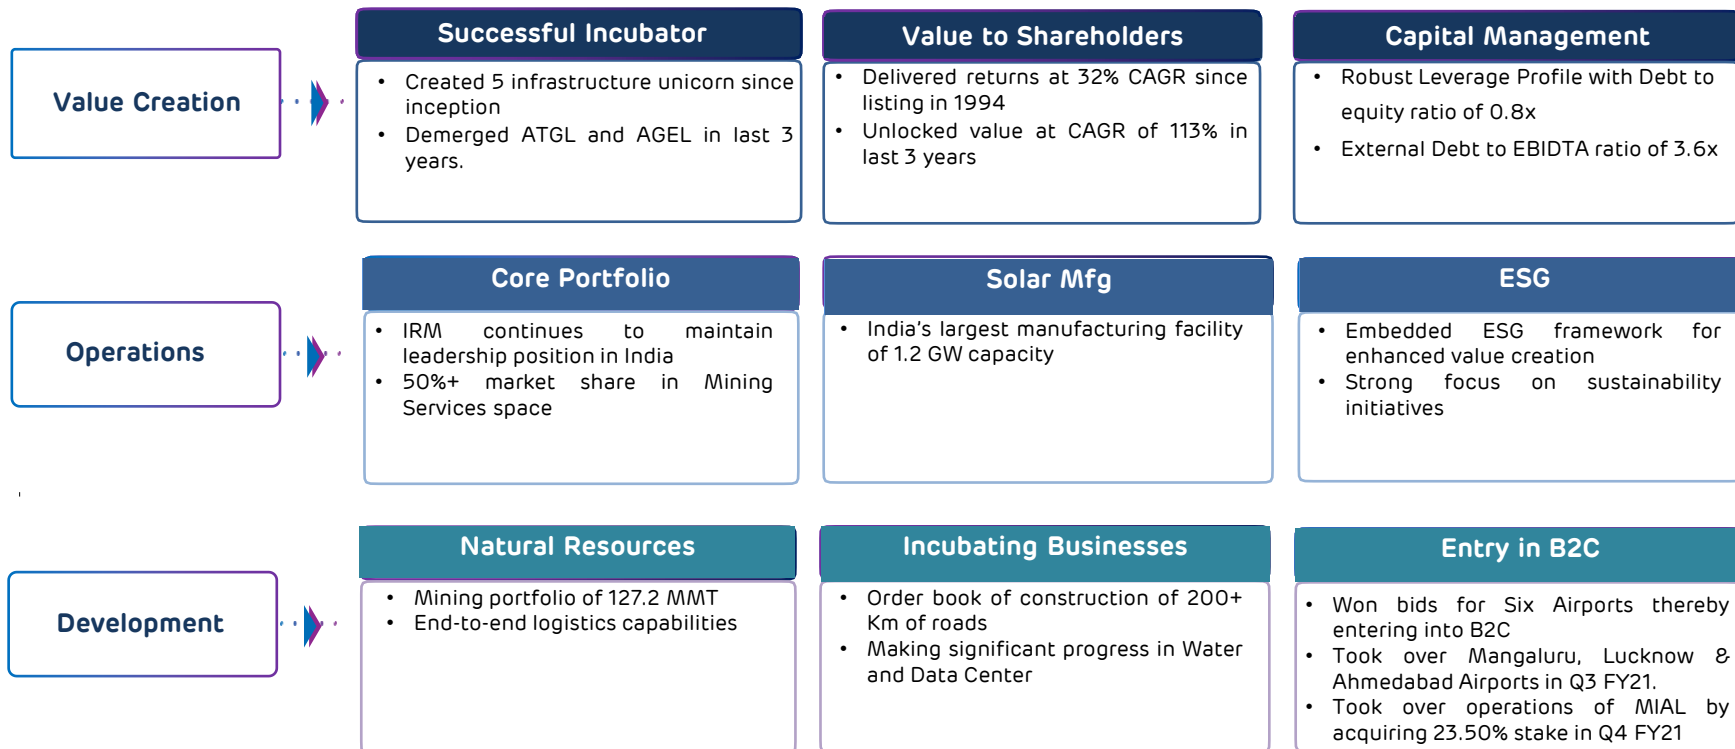 Value Creation
Successful Incubator
• Created 5 infrastructure unicorn since
inception
• Demerged ATGL and AGEL in last 3
years.
Value to Shareholders
• Delivered returns at 32% CAGR since
listing in 1994
• Unlocked value at CAGR of 113% in
last 3 years
Capital Management
• Robust Leverage Profile with Debt to
equity ratio of 0.8x
• External Debt to EBIDTA ratio of 3.6x
Operations
Core Portfolio
• IRM continues to maintain
leadership position in India
• 50%+ market share in Mining
Services space
Solar Mfg
• India's largest manufacturing facility
of 1.2 GW capacity
ESG
• Embedded ESG framework for
enhanced value creation
• Strong focus on sustainability
initiatives
Development
Natural Resources
• Mining portfolio of 127.2 MMT
• End-to-end logistics capabilities
Incubating Businesses
• Order book of construction of 200+
Km of roads
• Making significant progress in Water
and Data Center
Entry in B2C
• Won bids for Six Airports thereby
entering into B2C
• Took over Mangaluru, Lucknow &
Ahmedabad Airports in Q3 FY21.
• Took over operations of MIAL by
acquiring 23.50% stake in Q4 FY21